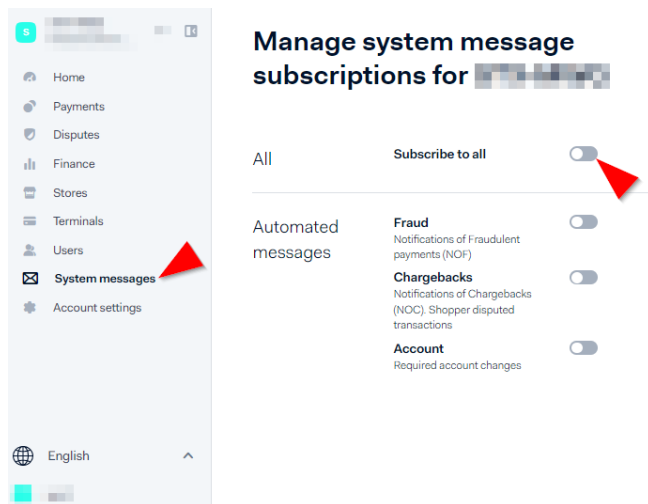 S
Home
Payments
Disputes
Finance
Stores
Terminals
Users
System messages
Account settings
English
Manage system message
subscriptions for
All
Subscribe to all
Automated
messages
Fraud
Notifications of Fraudulent
payments (NOF)
Chargebacks
Notifications of Chargebacks
(NOC). Shopper disputed
transactions
Account
Required account changes